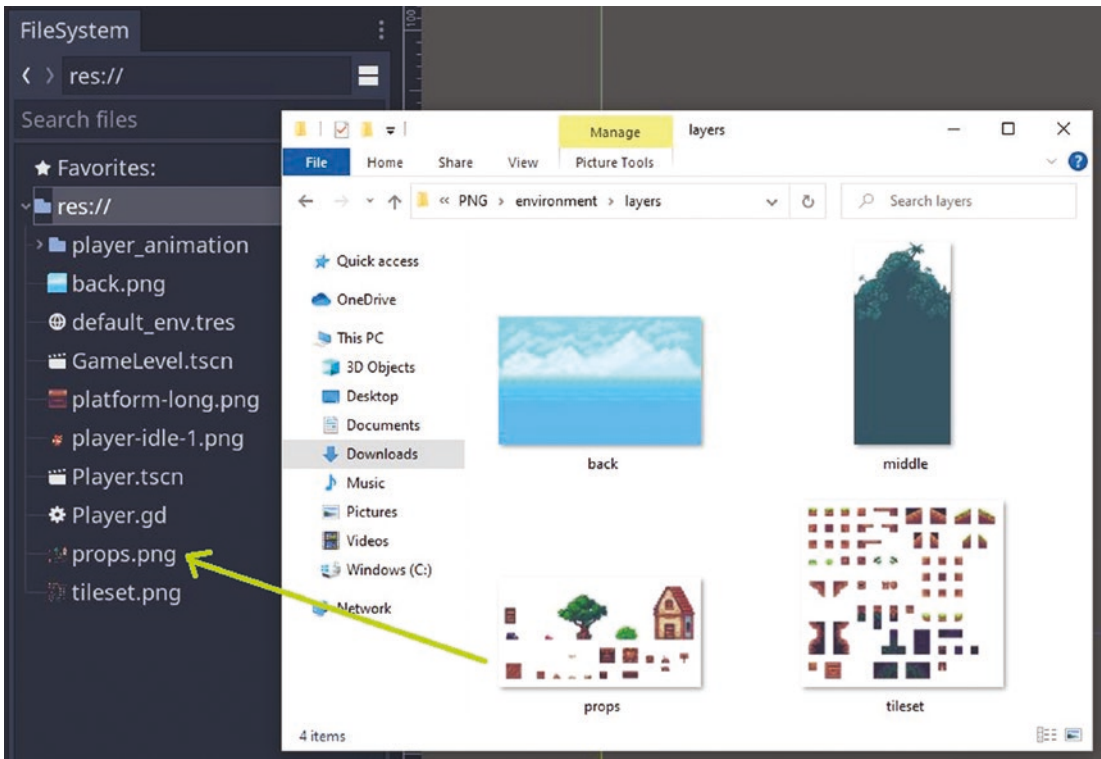 FileSystem
100
res://
Search files
Favorites:
res://
player_animation
back.png
default_env.tres
GameLevel.tscn
platform-long.png
player-idle-1.png
Player.tscn
Player.gd
props.png
tileset.png
Manage
layers
File
Home
Share
View
Picture Tools
« PNG > environment > layers
Search layers
Quick access
OneDrive
This PC
3D Objects
Desktop
Documents
Downloads
Music
Pictures
Videos
Windows (C:)
Network
back
middle
props
tileset
4 items